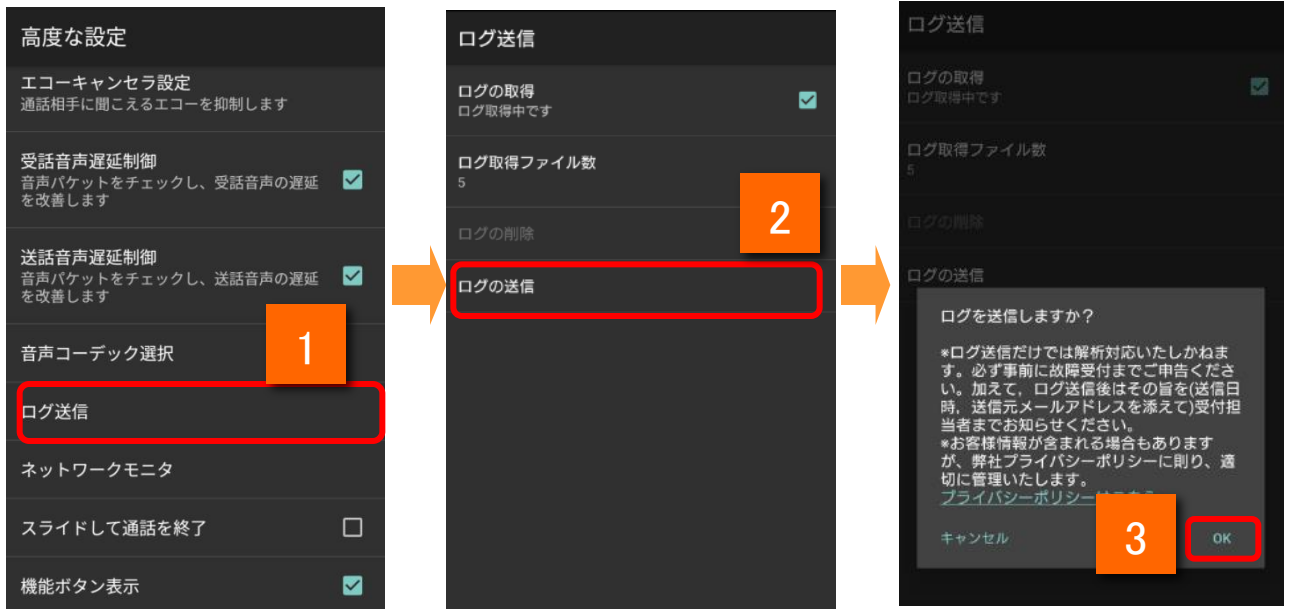 高度な設定
エコーキャンセラ設定
通話相手に聞こえるエコーを抑制します
受話音声遅延制御
音声パケットをチェックし、受話音声の遅延
を改善します
送話音声遅延制御
音声パケットをチェックし、送話音声の遅延
を改善します
1
音声コーデック選択
ログ送信
ネットワークモニタ
スライドして通話を終了
機能ボタン表示
ログ送信
ログの取得
ログ取得中です
ログ取得ファイル数
5
2
ログの削除
ログの送信
ログ送信
ログの取得
ログ取得中です
ログ取得ファイル数
5
ログの削除
ログの送信
ログを送信しますか？
*ログ送信だけでは解析対応いたしかねま
す。必ず事前に故障受付までご申告くださ
い。加えて，ログ送信後はその旨を(送信日
時，送信元メールアドレスを添えて)受付担
当者までお知らせください。
*お客様情報が含まれる場合もあります
が、弊社プライバシーポリシーに則り、適
切に管理いたします。
プライバシーポリシー
3
キャンセル
OK